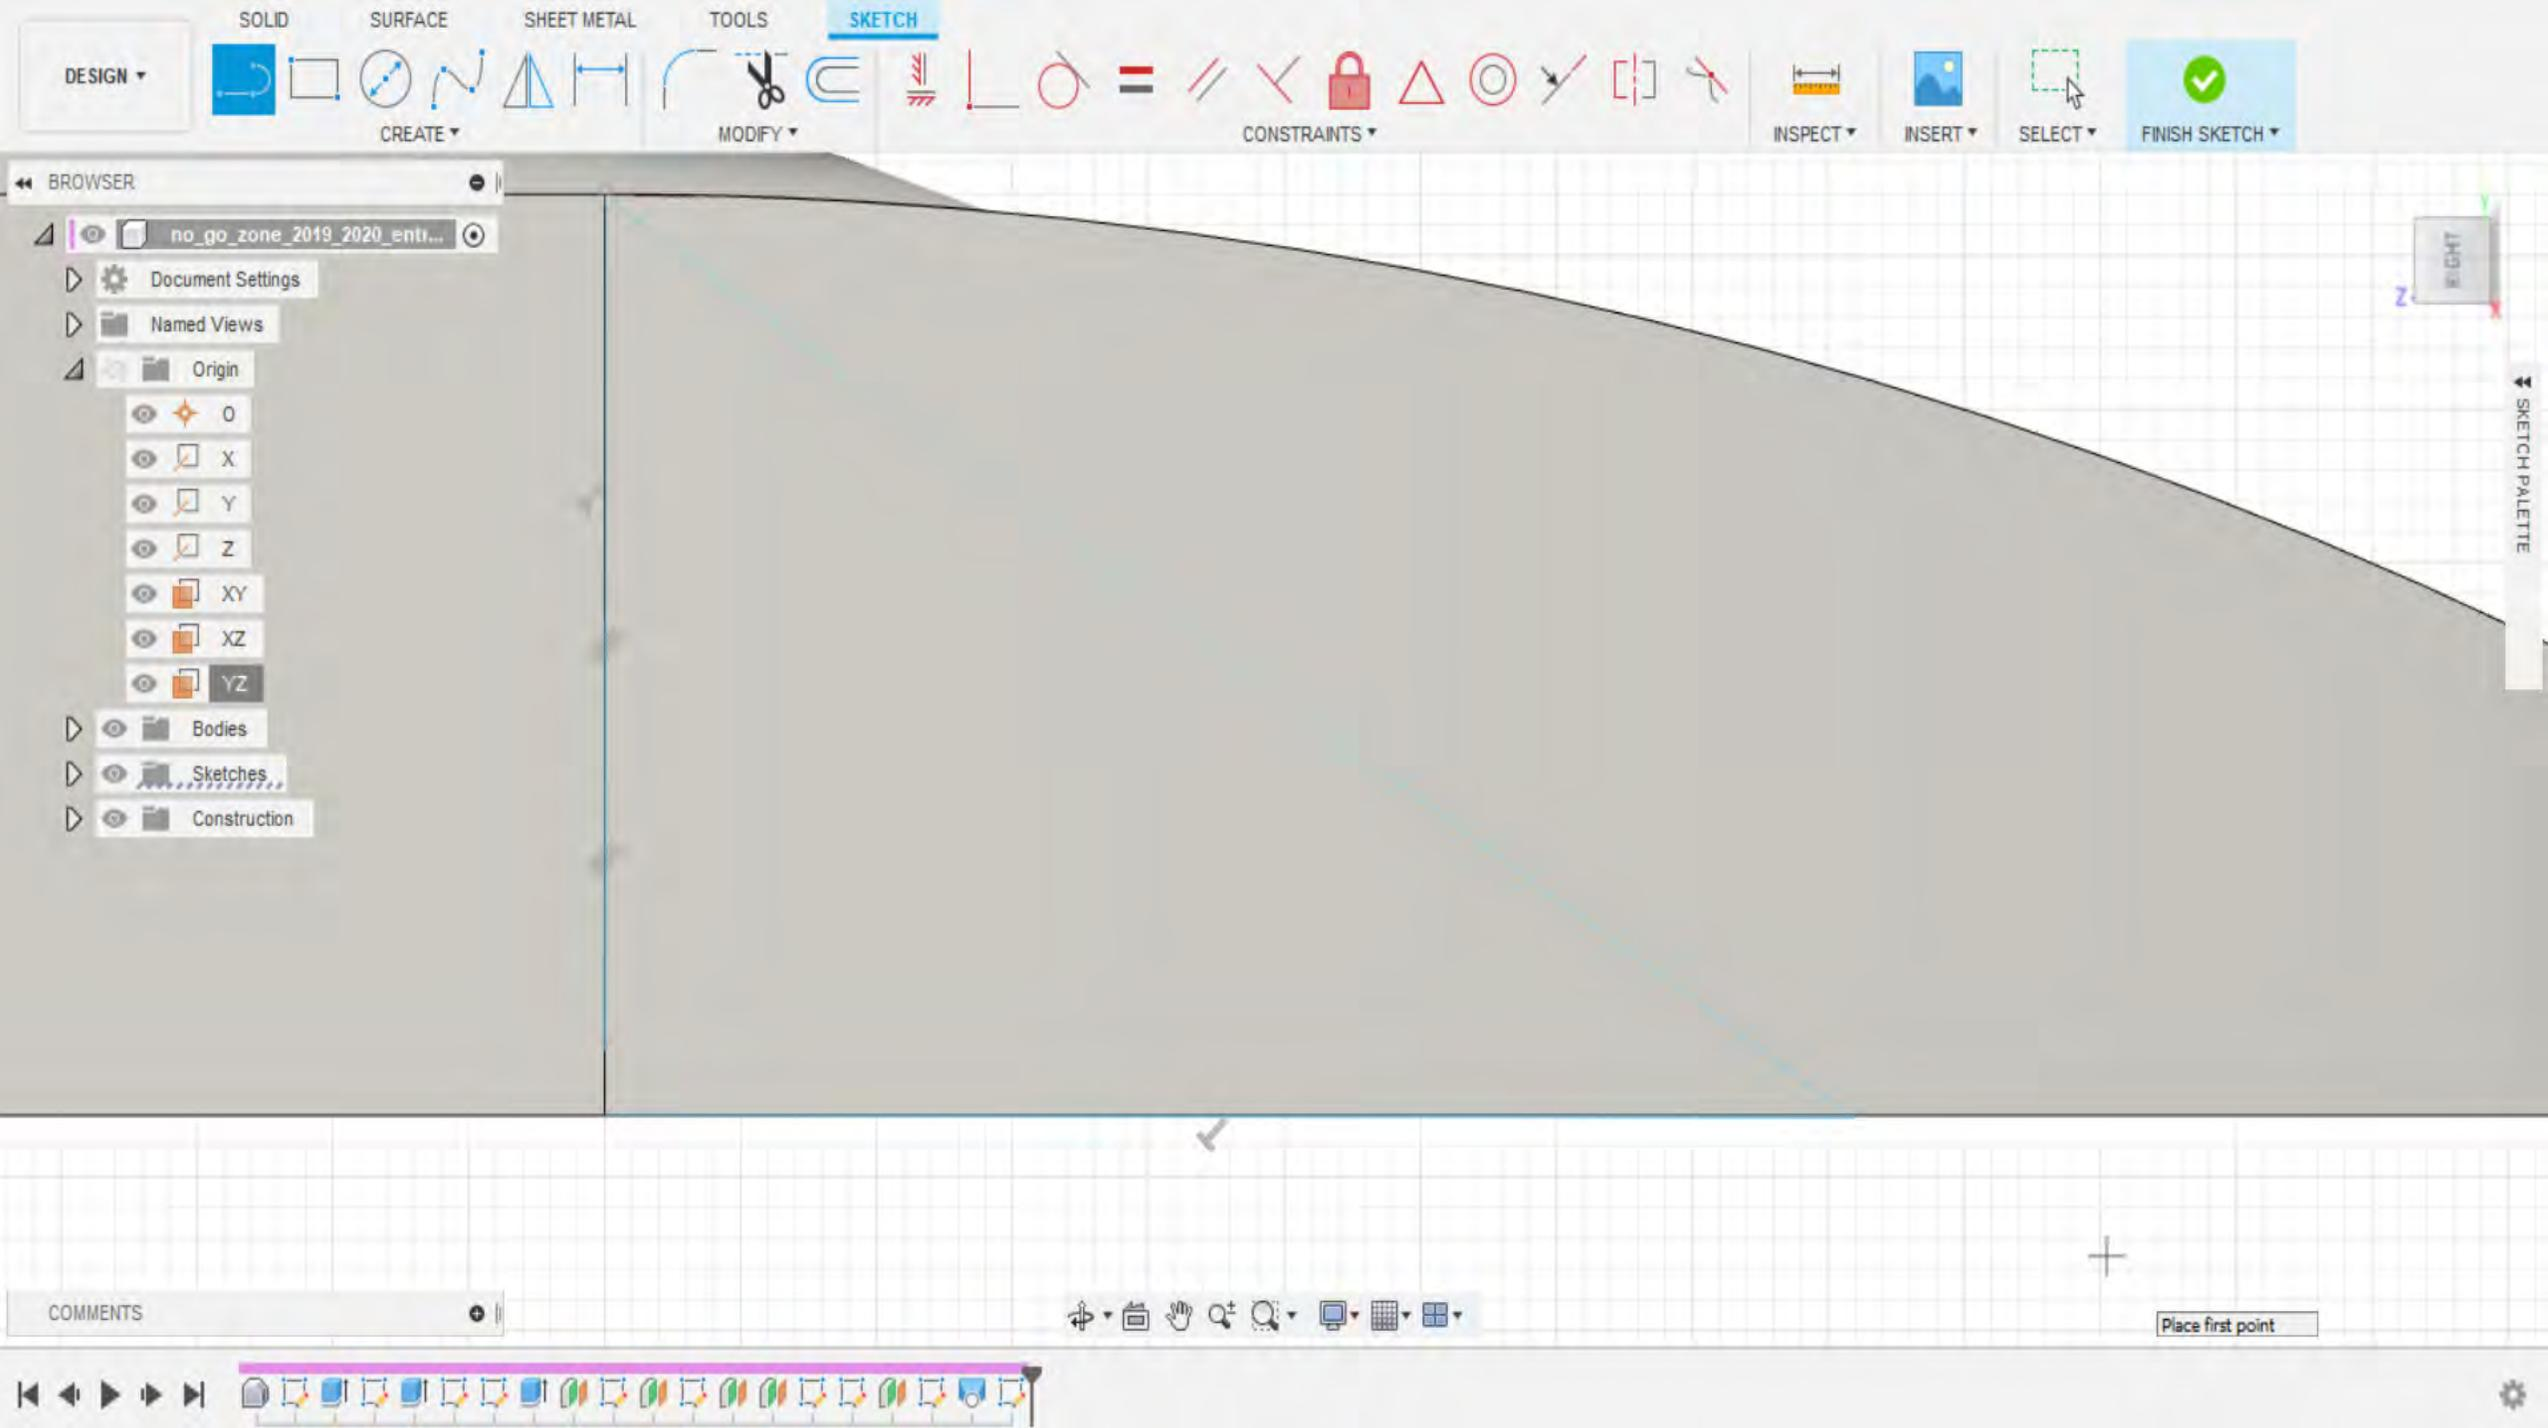 SOLID SURFACE SHEET METAL TOOLS SKETCH
DESIGN
CREATE MODIFY CONSTRAINTS INSPECT INSERT SELECT FINISH SKETCH
BROWSER
no_go_zone_2019_2020_entr...
Document Settings
Named Views
Origin
O
X
Y
Z
XY
XZ
YZ
Bodies
Sketches
Construction
Y
RIGHT
Z
X
SKETCH PALETTE
COMMENTS
Place first point